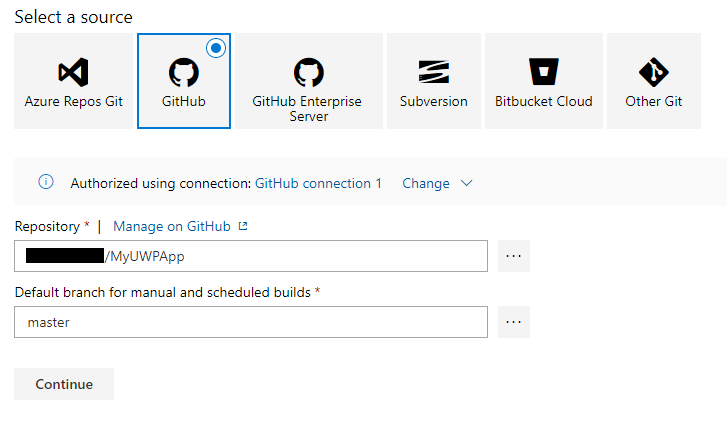 Select a source
Azure Repos Git
GitHub
GitHub Enterprise
Server
Subversion
Bitbucket Cloud
Other Git
Authorized using connection: GitHub connection 1 Change
Repository * | Manage on GitHub
/MyUWPApp
...
Default branch for manual and scheduled builds *
master
...
Continue